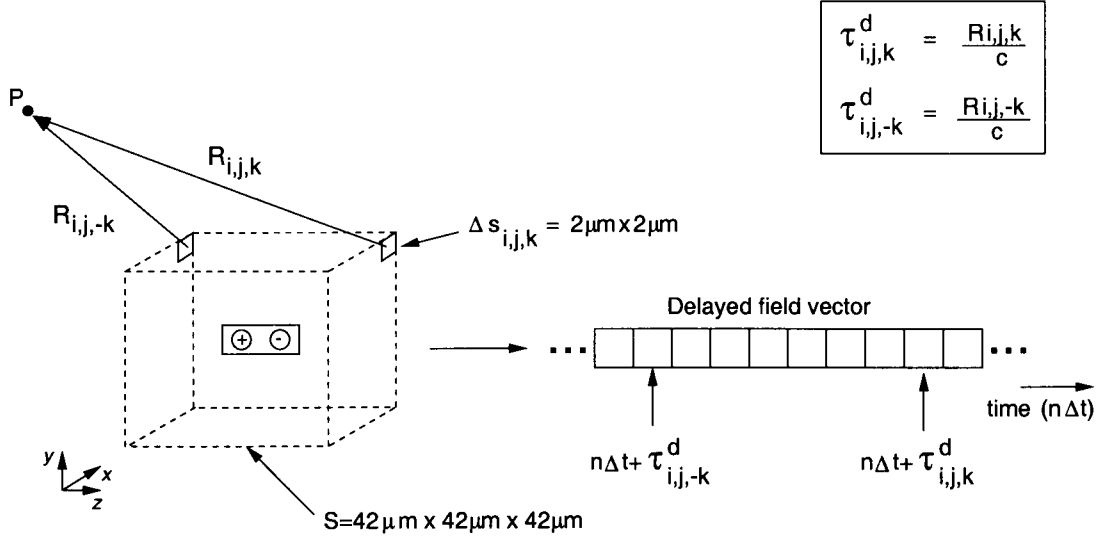 τ^d_{i,j,k} = Ri,j,k / c
τ^d_{i,j,-k} = Ri,j,-k / c
P
R_{i,j,k}
R_{i,j,-k}
Δ s_{i,j,k} = 2μm x 2μm
+ -
Delayed field vector
time (nΔt)
nΔt+ τ^d_{i,j,-k}
nΔt+ τ^d_{i,j,k}
y
x
z
S=42μm x 42μm x 42μm